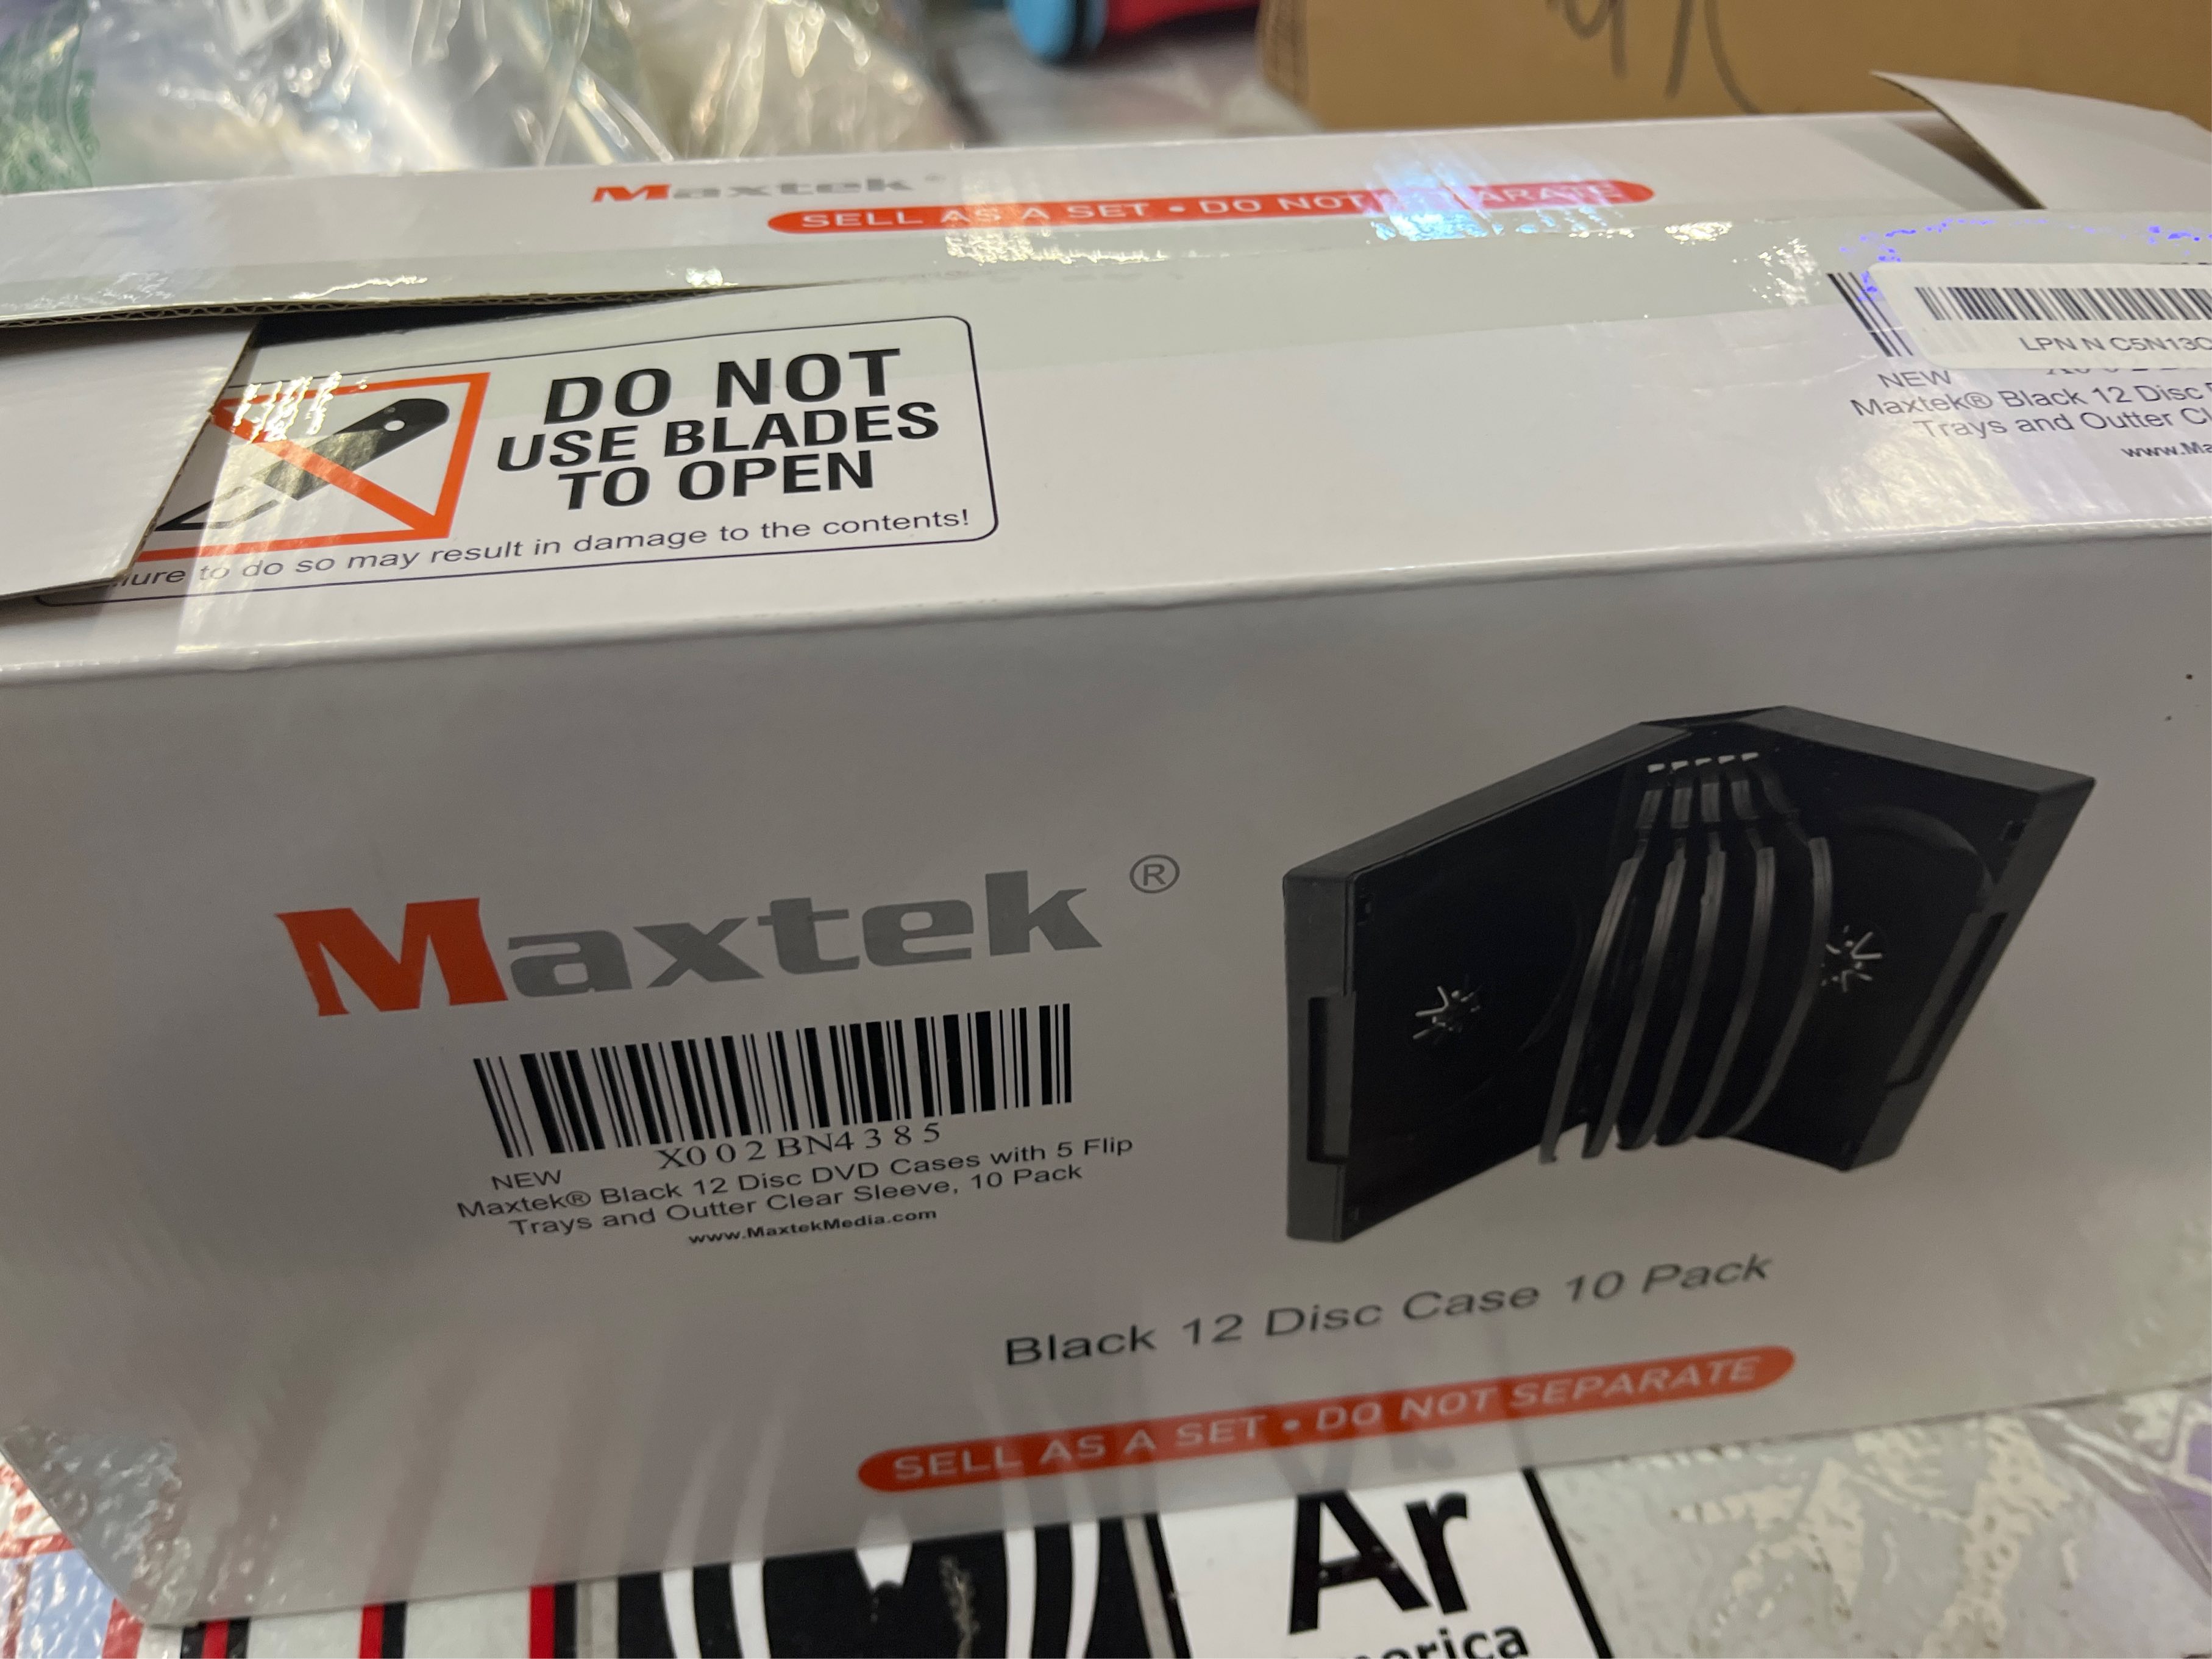 Maxtek
SELL AS A SET • DO NOT SEPARATE
DO NOT
USE BLADES
TO OPEN
to do so may result in damage to the contents!
LPN N C5N13
NEW
Maxtek® Black 12 Disc
Trays and Outter
Maxtek ®
X002BN4385
NEW
Maxtek® Black 12 Disc DVD Cases with 5 Flip
Trays and Outter Clear Sleeve, 10 Pack
www.MaxtekMedia.com
Black 12 Disc Case 10 Pack
SELL AS A SET • DO NOT SEPARATE
Ar